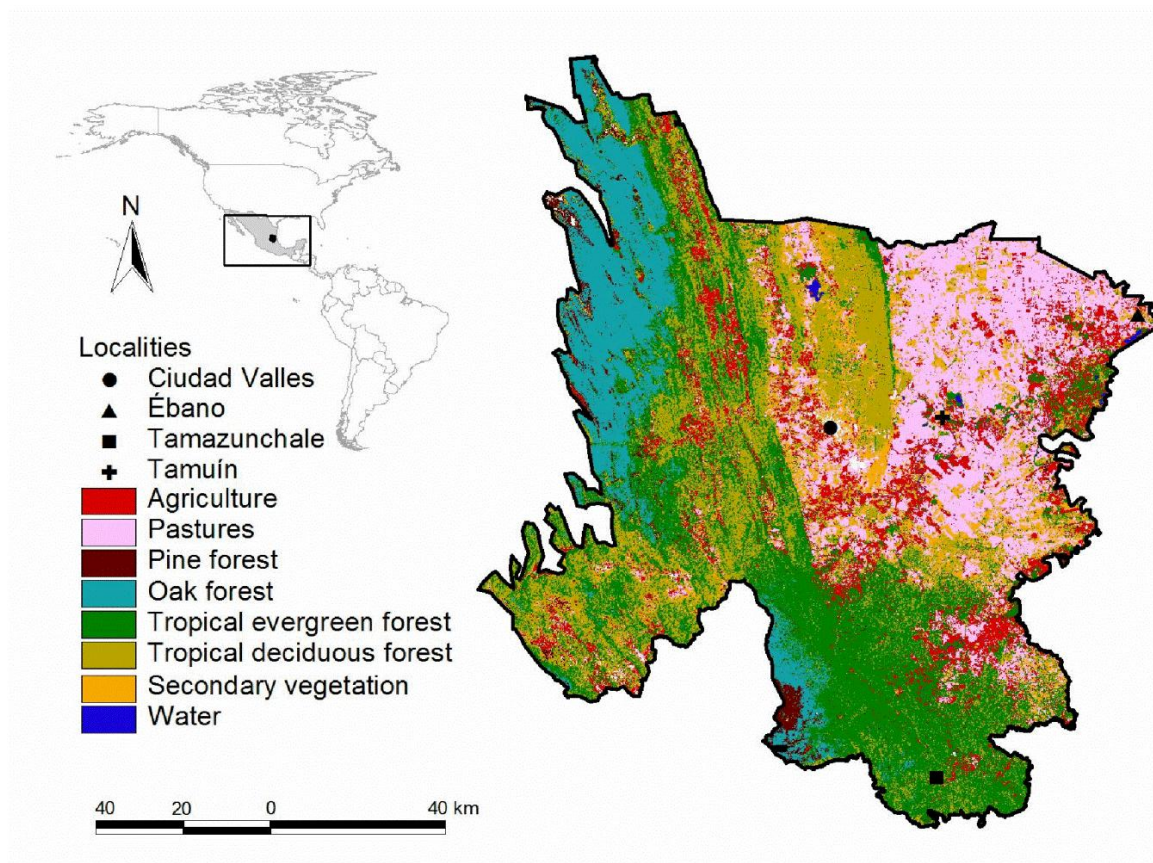 N
Localities
Ciudad Valles
Ébano
Tamazunchale
Tamuín
Agriculture
Pastures
Pine forest
Oak forest
Tropical evergreen forest
Tropical deciduous forest
Secondary vegetation
Water
40 20 0 40 km